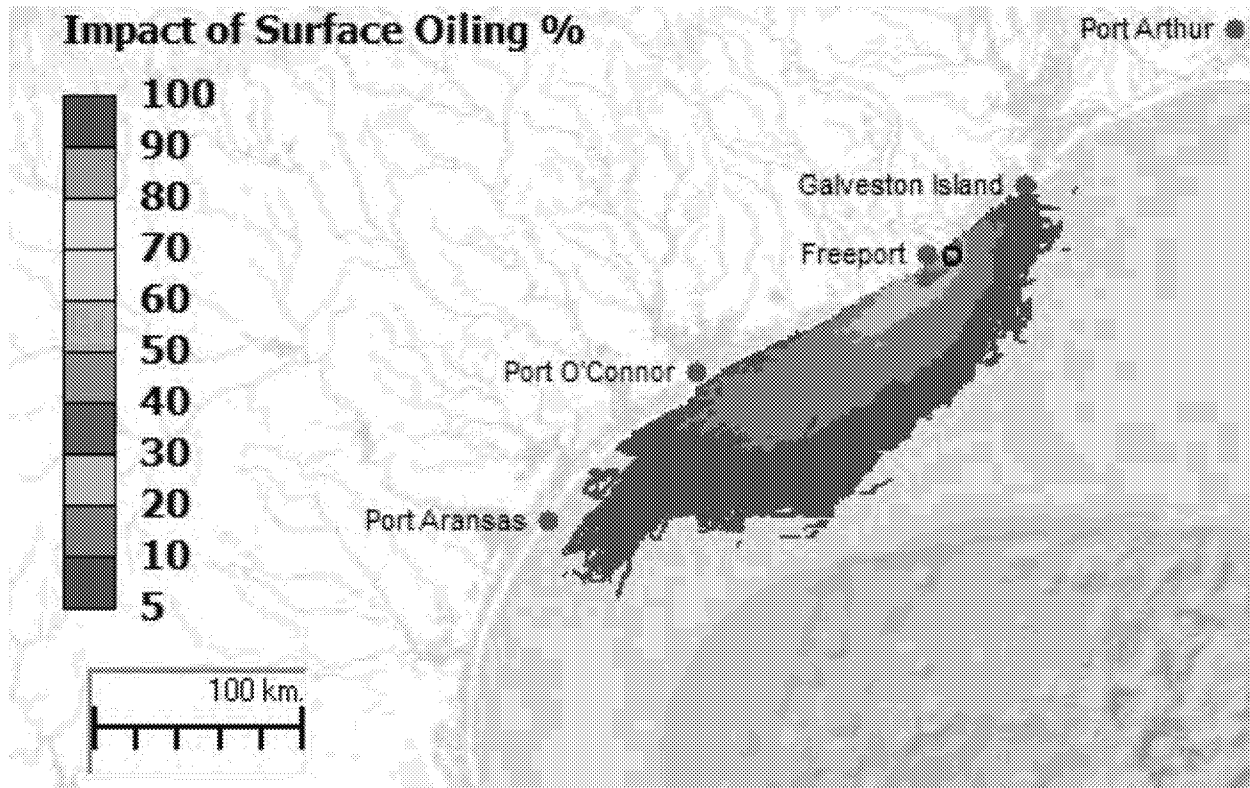 Impact of Surface Oiling %
Port Arthur
100
90
80
70
60
50
40
30
20
10
5
Galveston Island
Freeport
Port O'Connor
Port Aransas
100 km.